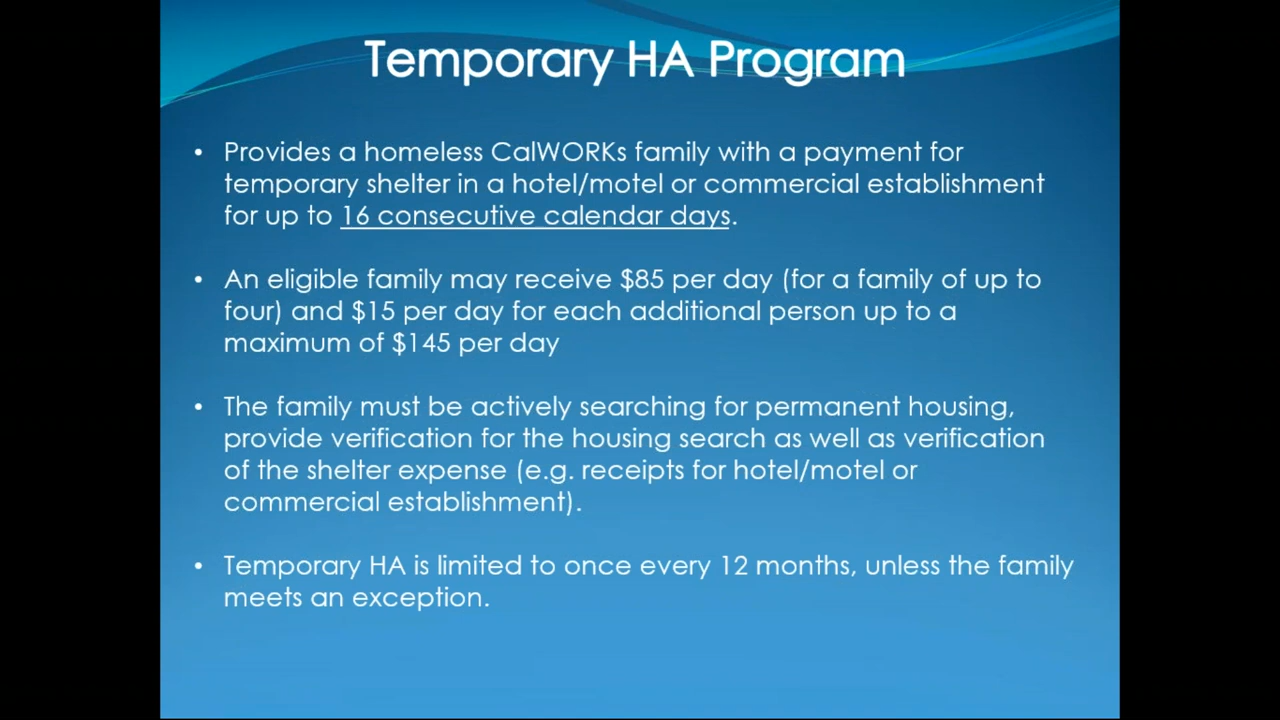 Temporary HA Program
• Provides a homeless CalWORKs family with a payment for
temporary shelter in a hotel/motel or commercial establishment
for up to 16 consecutive calendar days.
• An eligible family may receive $85 per day (for a family of up to
four) and $15 per day for each additional person up to a
maximum of $145 per day
• The family must be actively searching for permanent housing,
provide verification for the housing search as well as verification
of the shelter expense (e.g. receipts for hotel/motel or
commercial establishment).
• Temporary HA is limited to once every 12 months, unless the family
meets an exception.